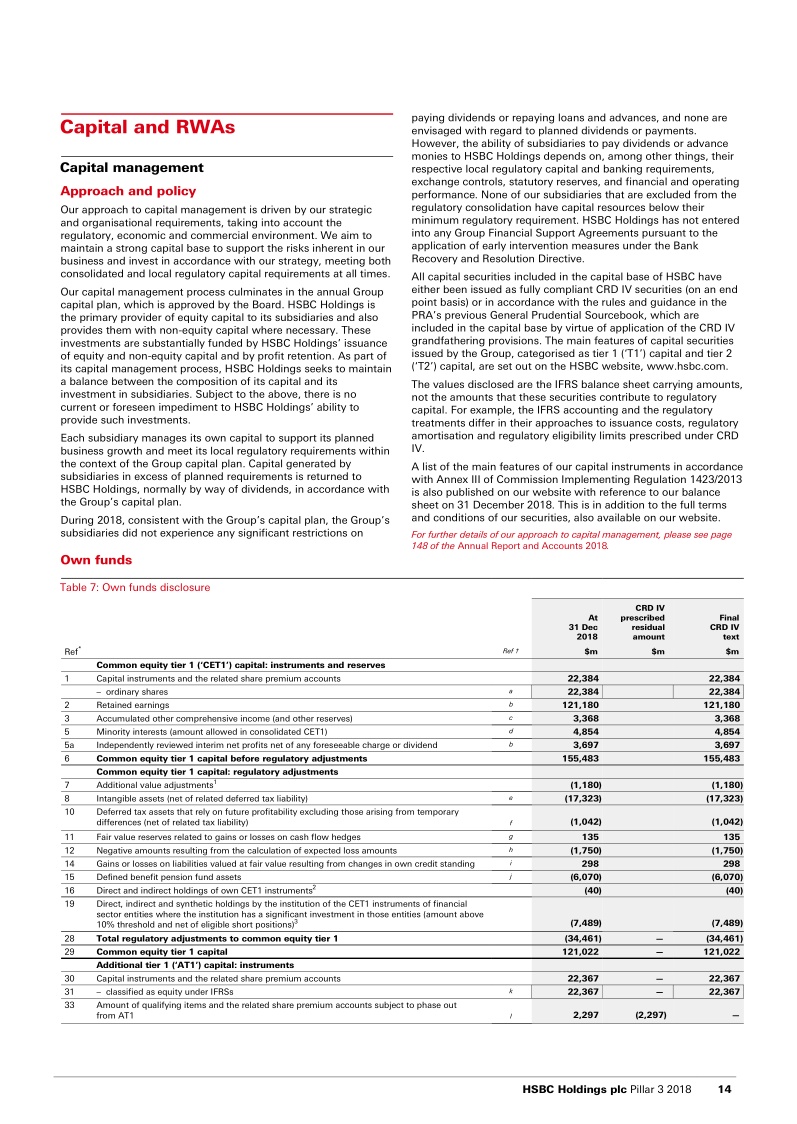 Capital and RWAs
Capital management
Approach and policy
Our approach to capital management is driven by our strategic
and organisational requirements, taking into account the
regulatory, economic and commercial environment. We aim to
maintain a strong capital base to support the risks inherent in our
business and invest in accordance with our strategy, meeting both
consolidated and local regulatory capital requirements at all times.
Our capital management process culminates in the annual Group
capital plan, which is approved by the Board. HSBC Holdings is
the primary provider of equity capital to its subsidiaries and also
provides them with non-equity capital where necessary. These
investments are substantially funded by HSBC Holdings' issuance
of equity and non-equity capital and by profit retention. As part of
its capital management process, HSBC Holdings seeks to maintain
a balance between the composition of its capital and its
investment in subsidiaries. Subject to the above, there is no
current or foreseen impediment to HSBC Holdings' ability to
provide such investments.
Each subsidiary manages its own capital to support its planned
business growth and meet its local regulatory requirements within
the context of the Group capital plan. Capital generated by
subsidiaries in excess of planned requirements is returned to
HSBC Holdings, normally by way of dividends, in accordance with
the Group's capital plan.
During 2018, consistent with the Group's capital plan, the Group's
subsidiaries did not experience any significant restrictions on
paying dividends or repaying loans and advances, and none are
envisaged with regard to planned dividends or payments.
However, the ability of subsidiaries to pay dividends or advance
monies to HSBC Holdings depends on, among other things, their
respective local regulatory capital and banking requirements,
exchange controls, statutory reserves, and financial and operating
performance. None of our subsidiaries that are excluded from the
regulatory consolidation have capital resources below their
minimum regulatory requirement. HSBC Holdings has not entered
into any Group Financial Support Agreements pursuant to the
application of early intervention measures under the Bank
Recovery and Resolution Directive.
All capital securities included in the capital base of HSBC have
either been issued as fully compliant CRD IV securities (on an end
point basis) or in accordance with the rules and guidance in the
PRA's previous General Prudential Sourcebook, which are
included in the capital base by virtue of application of the CRD IV
grandfathering provisions. The main features of capital securities
issued by the Group, categorised as tier 1 ('T1') capital and tier 2
('T2') capital, are set out on the HSBC website, www.hsbc.com.
The values disclosed are the IFRS balance sheet carrying amounts,
not the amounts that these securities contribute to regulatory
capital. For example, the IFRS accounting and the regulatory
treatments differ in their approaches to issuance costs, regulatory
amortisation and regulatory eligibility limits prescribed under CRD
IV.
A list of the main features of our capital instruments in accordance
with Annex III of Commission Implementing Regulation 1423/2013
is also published on our website with reference to our balance
sheet on 31 December 2018. This is in addition to the full terms
and conditions of our securities, also available on our website.
For further details of our approach to capital management, please see page
148 of the Annual Report and Accounts 2018.
Own funds
Table 7: Own funds disclosure
At
31 Dec
2018
CRD IV
prescribed
residual
amount
Final
CRD IV
text
Ref* Ref † $m $m $m
Common equity tier 1 ('CET1') capital: instruments and reserves
1 Capital instruments and the related share premium accounts 22,384 22,384
– ordinary shares a 22,384 22,384
2 Retained earnings b 121,180 121,180
3 Accumulated other comprehensive income (and other reserves) c 3,368 3,368
5 Minority interests (amount allowed in consolidated CET1) d 4,854 4,854
5a Independently reviewed interim net profits net of any foreseeable charge or dividend b 3,697 3,697
6 Common equity tier 1 capital before regulatory adjustments 155,483 155,483
Common equity tier 1 capital: regulatory adjustments
7 Additional value adjustments1 (1,180) (1,180)
8 Intangible assets (net of related deferred tax liability) e (17,323) (17,323)
10 Deferred tax assets that rely on future profitability excluding those arising from temporary
differences (net of related tax liability) f (1,042) (1,042)
11 Fair value reserves related to gains or losses on cash flow hedges g 135 135
12 Negative amounts resulting from the calculation of expected loss amounts h (1,750) (1,750)
14 Gains or losses on liabilities valued at fair value resulting from changes in own credit standing i 298 298
15 Defined benefit pension fund assets j (6,070) (6,070)
16 Direct and indirect holdings of own CET1 instruments2 (40) (40)
19 Direct, indirect and synthetic holdings by the institution of the CET1 instruments of financial
sector entities where the institution has a significant investment in those entities (amount above
10% threshold and net of eligible short positions)3 (7,489) (7,489)
28 Total regulatory adjustments to common equity tier 1 (34,461) — (34,461)
29 Common equity tier 1 capital 121,022 — 121,022
Additional tier 1 ('AT1') capital: instruments
30 Capital instruments and the related share premium accounts 22,367 — 22,367
31 – classified as equity under IFRSs k 22,367 — 22,367
33 Amount of qualifying items and the related share premium accounts subject to phase out
from AT1 l 2,297 (2,297) —
HSBC Holdings plc Pillar 3 2018 14